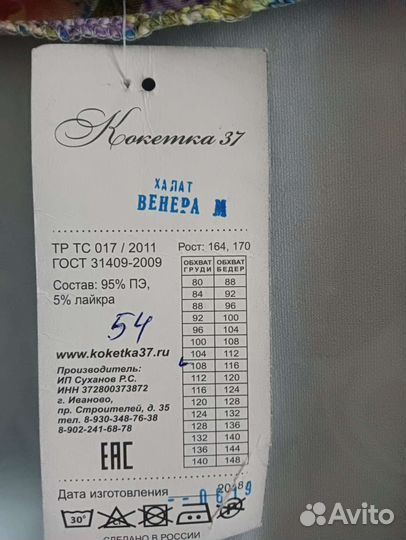 Кокетка 37
ХАЛАТ
ВЕНЕРА М
ТР ТС 017 / 2011
ГОСТ 31409-2009
Состав: 95% ПЭ,
5% лайкра
54
www.koketka37.ru
Производитель:
ИП Суханов Р.С.
ИНН 372800373872
г. Иваново,
пр. Строителей, д. 35
тел. 8-930-348-76-38
8-902-241-68-78
Рост: 164, 170
ОБХВАТ ГРУДИ ОБХВАТ БЕДЕР
80 88
84 92
88 96
92 100
96 104
100 108
104 112
108 116
112 120
116 124
120 128
124 132
128 136
132 140
136 144
140 148
EAC
Дата изготовления
--0619
30°
СДЕЛАНО В РОССИИ
Avito